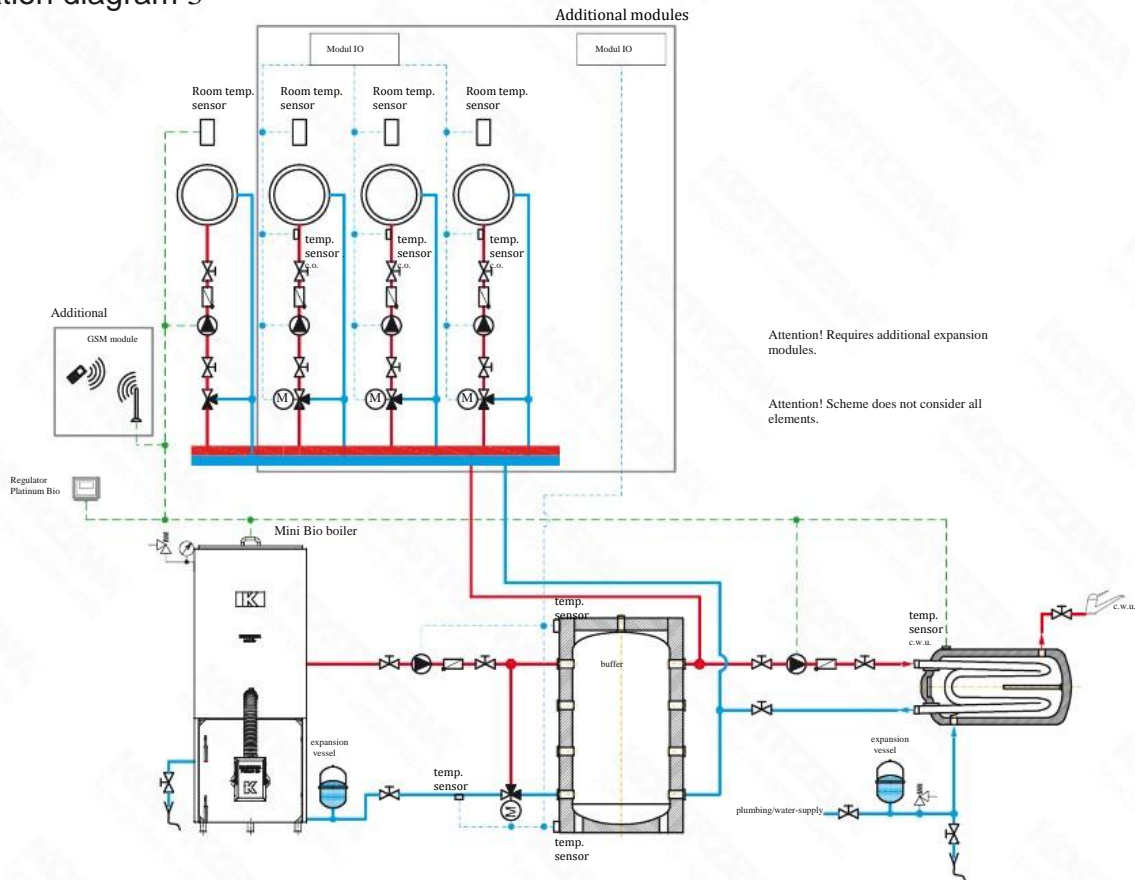 ation diagram 3
Additional modules
Modul IO
Modul IO
Room temp.
sensor
Room temp.
sensor
Room temp.
sensor
Room temp.
sensor
temp.
sensor
c.o.
temp.
sensor
c.o.
temp.
sensor
c.o.
Additional
GSM module
M
M
M
Attention! Requires additional expansion
modules.
Attention! Scheme does not consider all
elements.
Regulator
Platinum Bio
Mini Bio boiler
K
temp.
sensor
buffer
temp.
sensor
c.w.u.
c.w.u.
expansion
vessel
temp.
sensor
M
K
expansion
vessel
plumbing/water-supply
temp.
sensor
KOSTRZEWA